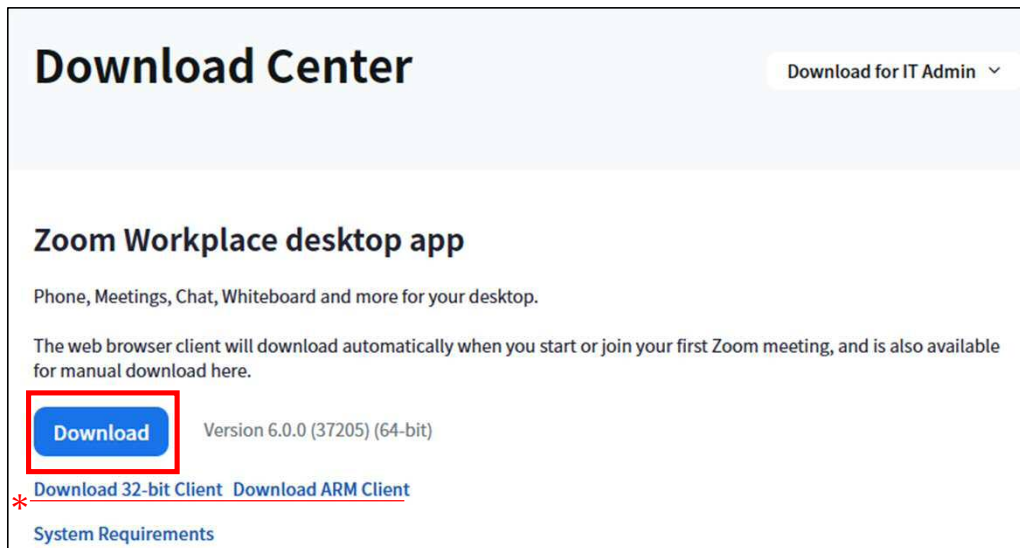 Download Center
Download for IT Admin
Zoom Workplace desktop app
Phone, Meetings, Chat, Whiteboard and more for your desktop.
The web browser client will download automatically when you start or join your first Zoom meeting, and is also available
for manual download here.
Download Version 6.0.0 (37205) (64-bit)
* Download 32-bit Client Download ARM Client
System Requirements